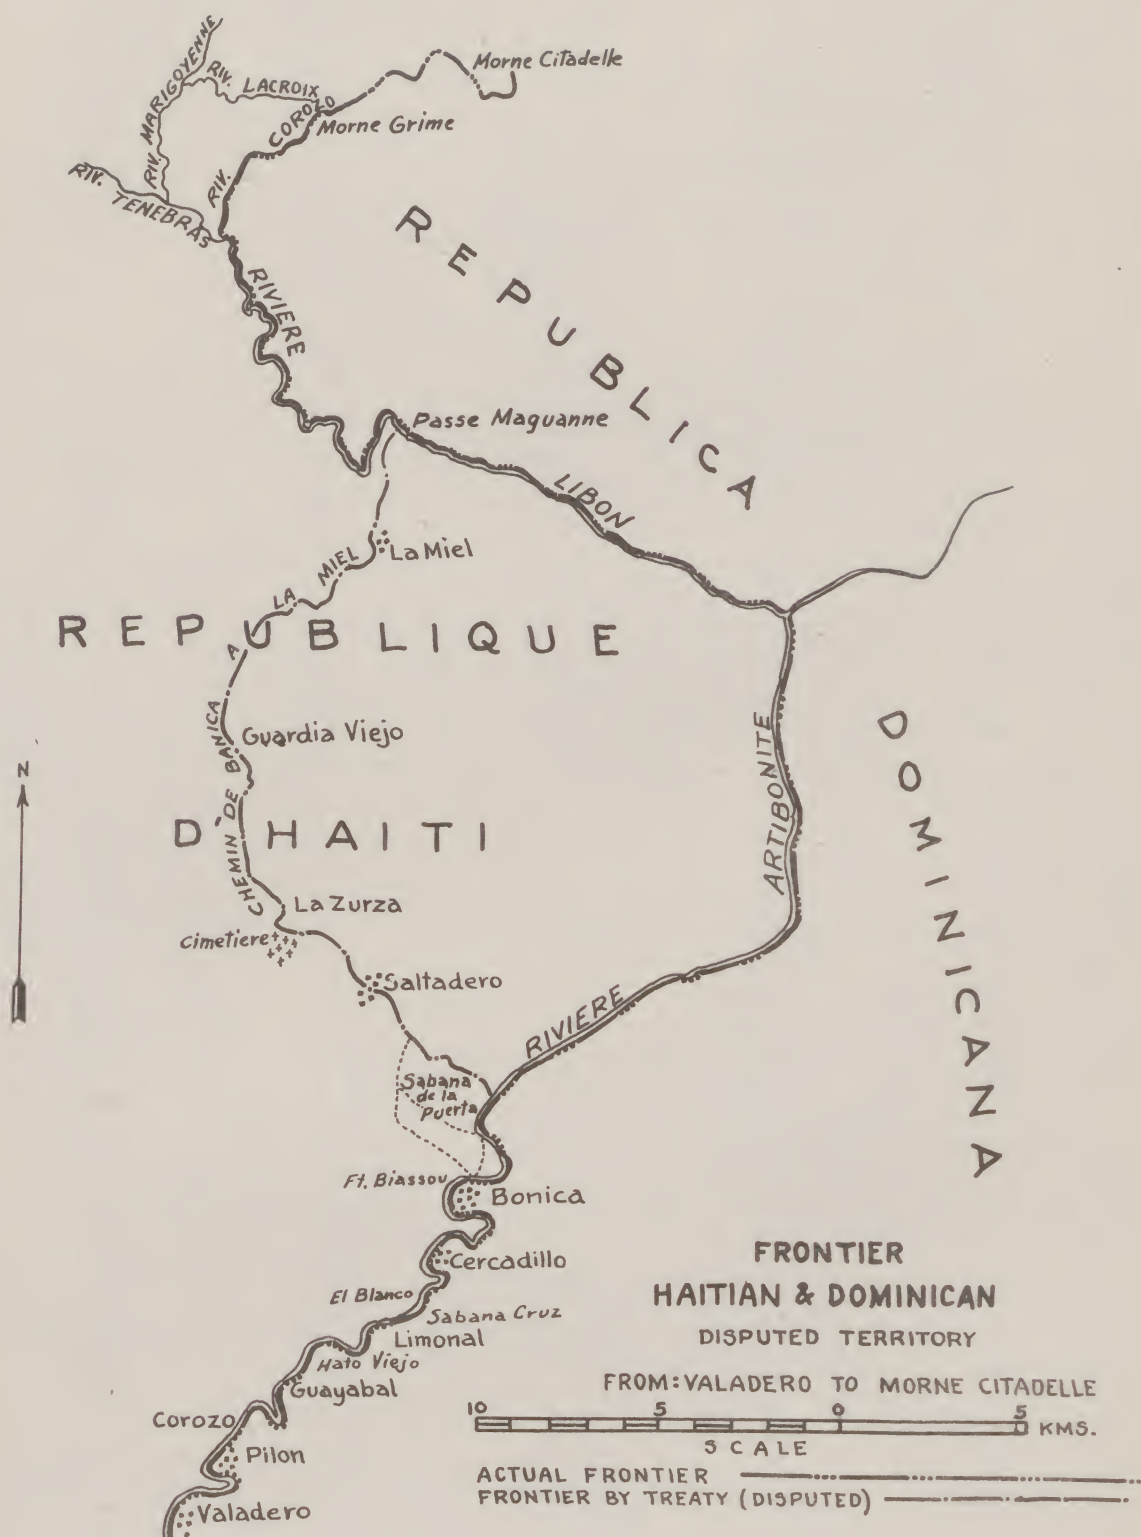 Morne Citadelle
RIV. MARIGOYENNE
RIV. LACROIX
RIV. COROZO
Morne Grime
RIV. TENEBRAS
REPUBLICA
RIVIERE
Passe Maguanne
LIBON
La Miel
REPUBLIQUE
CHEMIN DE BANICA A LA MIEL
Guardia Viejo
DOMINICANA
N
D'HAITI
ARTIBONITE
La Zurza
Cimetiere
Saltadero
RIVIERE
Sabana
de la
Puerta
Ft. Biassou
Bonica
Cercadillo
El Blanco
Sabana Cruz
Limonal
Hato Viejo
Guayabal
Corozo
Pilon
Valadero
FRONTIER
HAITIAN & DOMINICAN
DISPUTED TERRITORY
FROM: VALADERO TO MORNE CITADELLE
10 5 0 5 KMS.
SCALE
ACTUAL FRONTIER
FRONTIER BY TREATY (DISPUTED)